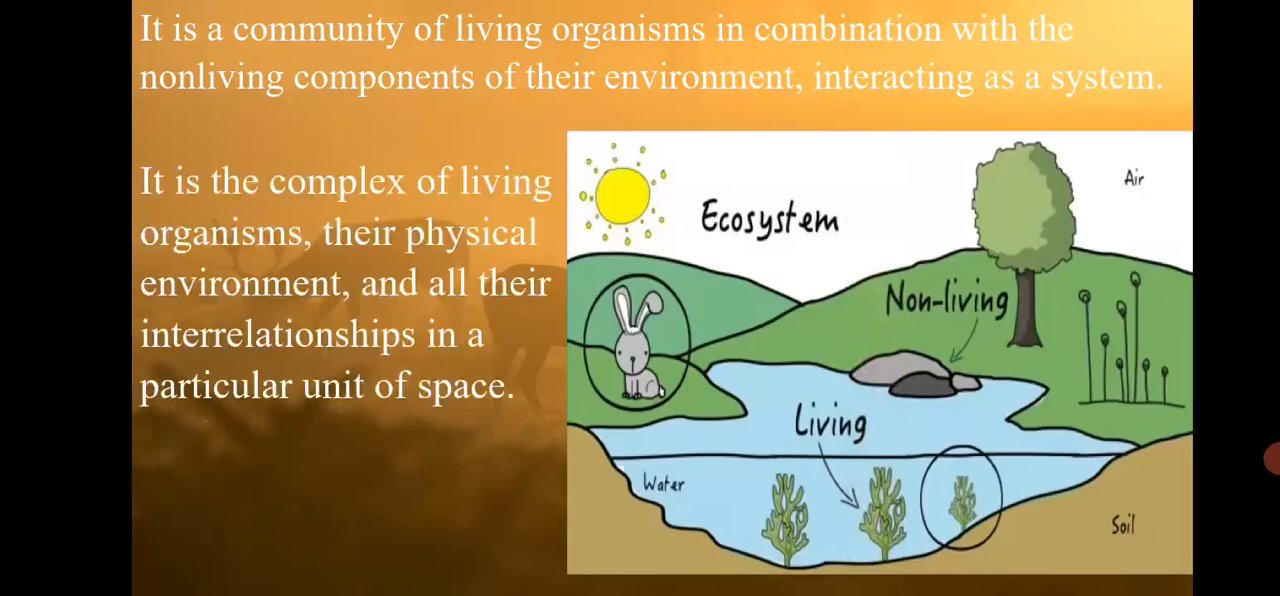 It is a community of living organisms in combination with the
nonliving components of their environment, interacting as a system.
It is the complex of living
organisms, their physical
environment, and all their
interrelationships in a
particular unit of space.
Air
Ecosystem
Non-living
Living
Water
Soil